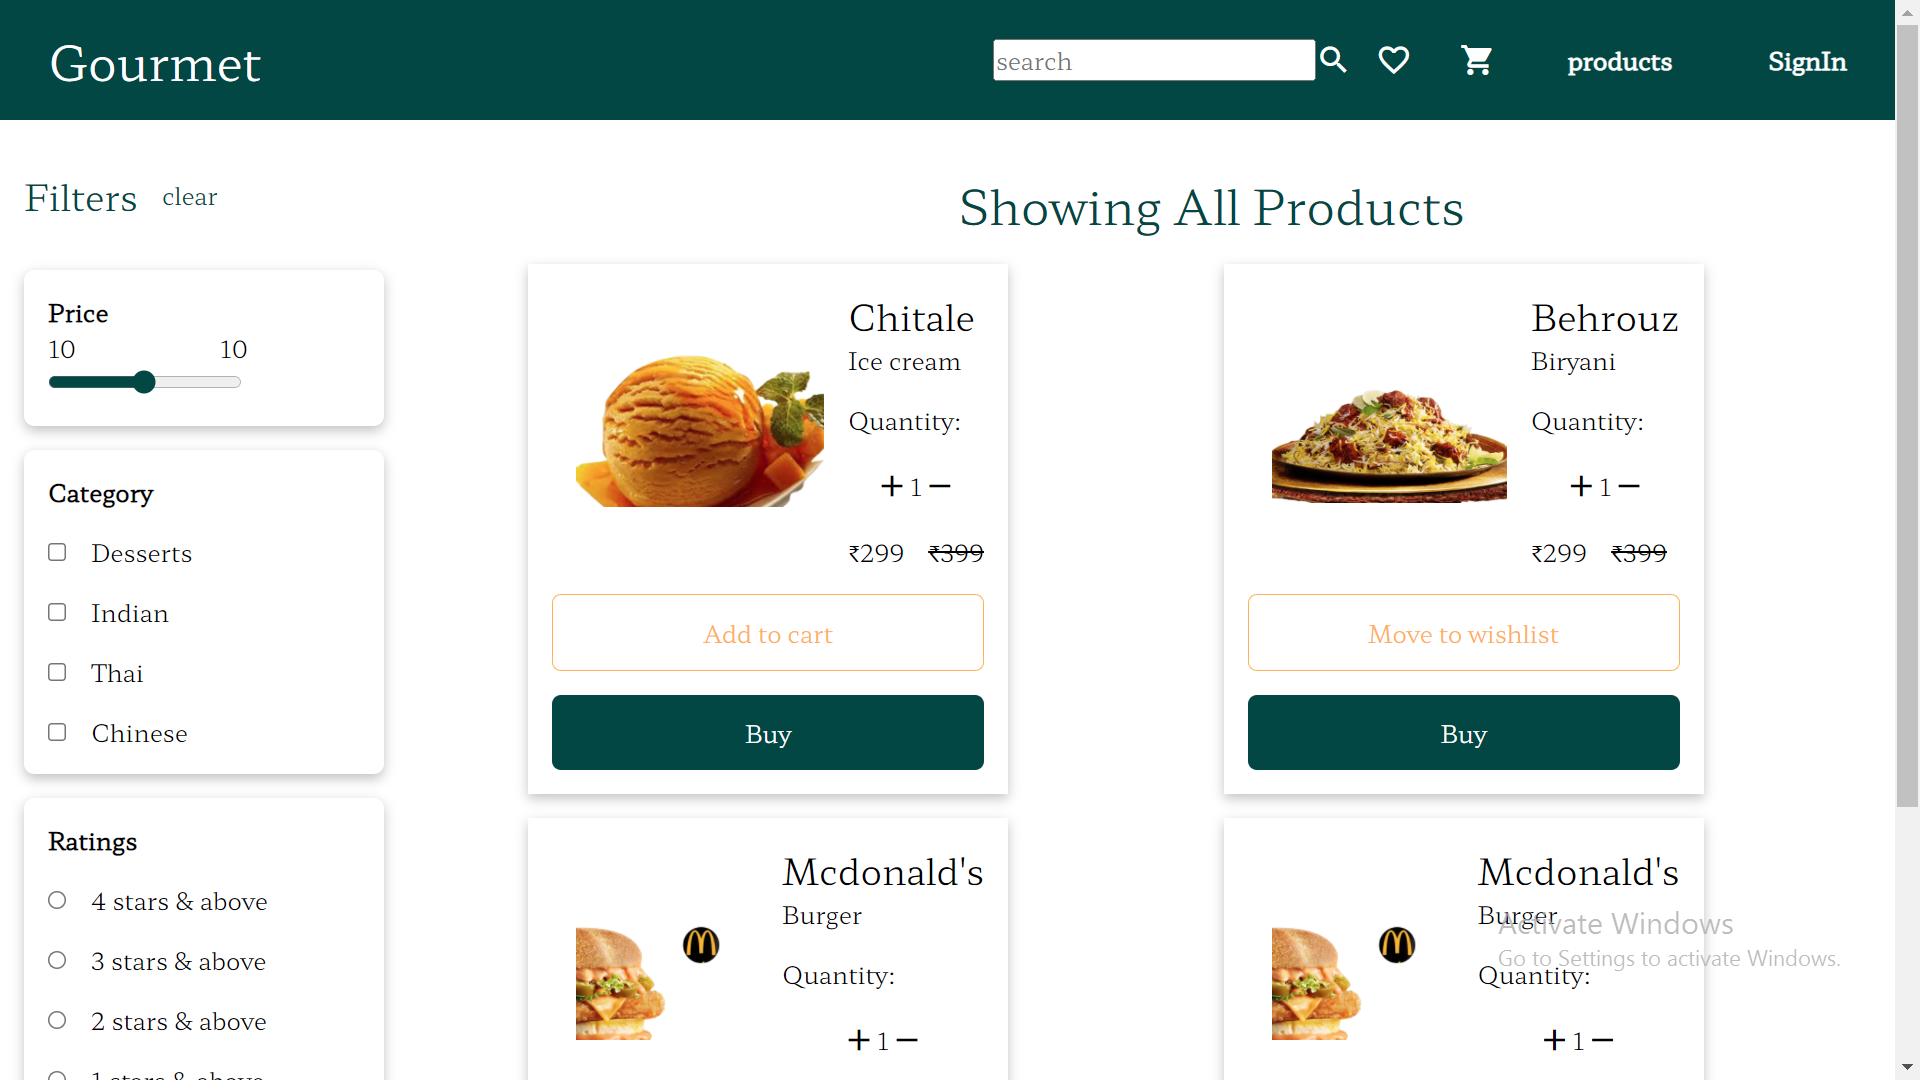 Gourmet
search
products
SignIn
Filters
clear
Price
10 10
Category
Desserts
Indian
Thai
Chinese
Ratings
4 stars & above
3 stars & above
2 stars & above
1 stars & above
Showing All Products
Chitale
Ice cream
Quantity:
+ 1 −
₹299 ₹399
Add to cart
Buy
Behrouz
Biryani
Quantity:
+ 1 −
₹299 ₹399
Move to wishlist
Buy
Mcdonald's
Burger
Quantity:
+ 1 −
Mcdonald's
Burger
Quantity:
+ 1 −
Activate Windows
Go to Settings to activate Windows.